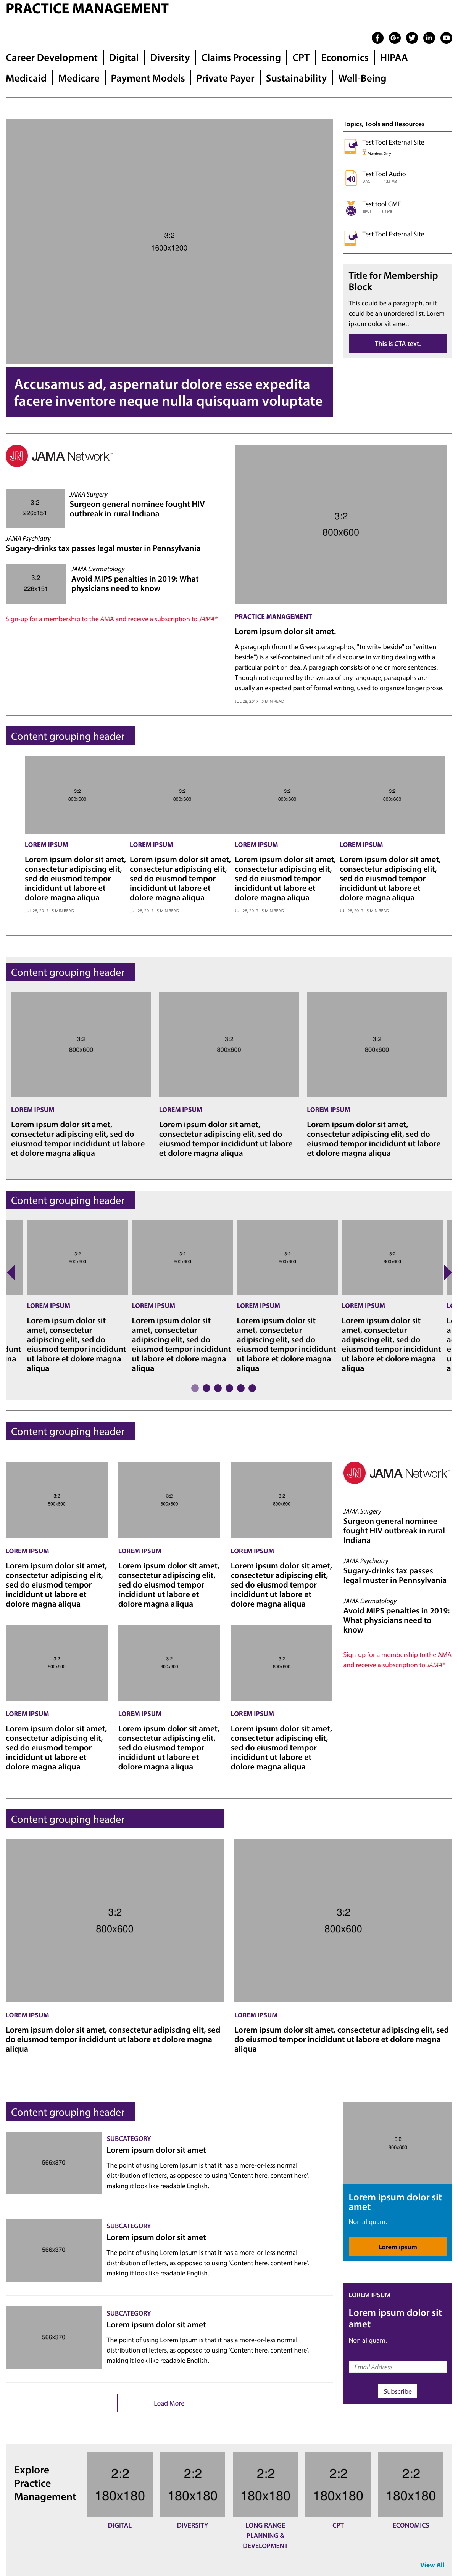 PRACTICE MANAGEMENT
Career Development | Digital | Diversity | Claims Processing | CPT | Economics | HIPAA
Medicaid | Medicare | Payment Models | Private Payer | Sustainability | Well-Being
3:2
1600x1200
Accusamus ad, aspernatur dolore esse expedita
facere inventore neque nulla quisquam voluptate
Topics, Tools and Resources
Test Tool External Site
Members Only
Test Tool Audio
Test tool CME
Test Tool External Site
Title for Membership
Block
This could be a paragraph, or it
could be an unordered list. Lorem
ipsum dolor sit amet.
This is CTA text.
JN JAMA Network™
3:2
226x151
JAMA Surgery
Surgeon general nominee fought HIV
outbreak in rural Indiana
JAMA Psychiatry
Sugary-drinks tax passes legal muster in Pennsylvania
3:2
226x151
JAMA Dermatology
Avoid MIPS penalties in 2019: What
physicians need to know
Sign-up for a membership to the AMA and receive a subscription to JAMA®
3:2
800x600
PRACTICE MANAGEMENT
Lorem ipsum dolor sit amet.
A paragraph (from the Greek paragraphos, "to write beside" or "written
beside") is a self-contained unit of a discourse in writing dealing with a
particular point or idea. A paragraph consists of one or more sentences.
Though not required by the syntax of any language, paragraphs are
usually an expected part of formal writing, used to organize longer prose.
JUL 28, 2017 | 5 MIN READ
Content grouping header
3:2 3:2 3:2 3:2
800x600 800x600 800x600 800x600
LOREM IPSUM LOREM IPSUM LOREM IPSUM LOREM IPSUM
Lorem ipsum dolor sit amet, Lorem ipsum dolor sit amet, Lorem ipsum dolor sit amet, Lorem ipsum dolor sit amet,
consectetur adipiscing elit, consectetur adipiscing elit, consectetur adipiscing elit, consectetur adipiscing elit,
sed do eiusmod tempor sed do eiusmod tempor sed do eiusmod tempor sed do eiusmod tempor
incididunt ut labore et incididunt ut labore et incididunt ut labore et incididunt ut labore et
dolore magna aliqua dolore magna aliqua dolore magna aliqua dolore magna aliqua
JUL 28, 2017 | 5 MIN READ JUL 28, 2017 | 5 MIN READ JUL 28, 2017 | 5 MIN READ JUL 28, 2017 | 5 MIN READ
Content grouping header
3:2 3:2 3:2
800x600 800x600 800x600
LOREM IPSUM LOREM IPSUM LOREM IPSUM
Lorem ipsum dolor sit amet, Lorem ipsum dolor sit amet, Lorem ipsum dolor sit amet,
consectetur adipiscing elit, sed do consectetur adipiscing elit, sed do consectetur adipiscing elit, sed do
eiusmod tempor incididunt ut labore eiusmod tempor incididunt ut labore eiusmod tempor incididunt ut labore
et dolore magna aliqua et dolore magna aliqua et dolore magna aliqua
Content grouping header
3:2 3:2 3:2 3:2
800x600 800x600 800x600 800x600
LOREM IPSUM LOREM IPSUM LOREM IPSUM LOREM IPSUM
Lorem ipsum dolor sit Lorem ipsum dolor sit Lorem ipsum dolor sit Lorem ipsum dolor sit
amet, consectetur amet, consectetur amet, consectetur amet, consectetur
adipiscing elit, sed do adipiscing elit, sed do adipiscing elit, sed do adipiscing elit, sed do
eiusmod tempor incididunt eiusmod tempor incididunt eiusmod tempor incididunt eiusmod tempor incididunt
ut labore et dolore magna ut labore et dolore magna ut labore et dolore magna ut labore et dolore magna
aliqua aliqua aliqua aliqua
Content grouping header
3:2 3:2 3:2
800x600 800x600 800x600
LOREM IPSUM LOREM IPSUM LOREM IPSUM
Lorem ipsum dolor sit amet, Lorem ipsum dolor sit amet, Lorem ipsum dolor sit amet,
consectetur adipiscing elit, consectetur adipiscing elit, consectetur adipiscing elit,
sed do eiusmod tempor sed do eiusmod tempor sed do eiusmod tempor
incididunt ut labore et incididunt ut labore et incididunt ut labore et
dolore magna aliqua dolore magna aliqua dolore magna aliqua
3:2 3:2 3:2
800x600 800x600 800x600
LOREM IPSUM LOREM IPSUM LOREM IPSUM
Lorem ipsum dolor sit amet, Lorem ipsum dolor sit amet, Lorem ipsum dolor sit amet,
consectetur adipiscing elit, consectetur adipiscing elit, consectetur adipiscing elit,
sed do eiusmod tempor sed do eiusmod tempor sed do eiusmod tempor
incididunt ut labore et incididunt ut labore et incididunt ut labore et
dolore magna aliqua dolore magna aliqua dolore magna aliqua
JN JAMA Network™
JAMA Surgery
Surgeon general nominee
fought HIV outbreak in rural
Indiana
JAMA Psychiatry
Sugary-drinks tax passes
legal muster in Pennsylvania
JAMA Dermatology
Avoid MIPS penalties in 2019:
What physicians need to
know
Sign-up for a membership to the AMA
and receive a subscription to JAMA®
Content grouping header
3:2 3:2
800x600 800x600
LOREM IPSUM LOREM IPSUM
Lorem ipsum dolor sit amet, consectetur adipiscing elit, sed Lorem ipsum dolor sit amet, consectetur adipiscing elit, sed
do eiusmod tempor incididunt ut labore et dolore magna do eiusmod tempor incididunt ut labore et dolore magna
aliqua aliqua
Content grouping header
566x370
SUBCATEGORY
Lorem ipsum dolor sit amet
The point of using Lorem Ipsum is that it has a more-or-less normal
distribution of letters, as opposed to using 'Content here, content here',
making it look like readable English.
566x370
SUBCATEGORY
Lorem ipsum dolor sit amet
The point of using Lorem Ipsum is that it has a more-or-less normal
distribution of letters, as opposed to using 'Content here, content here',
making it look like readable English.
566x370
SUBCATEGORY
Lorem ipsum dolor sit amet
The point of using Lorem Ipsum is that it has a more-or-less normal
distribution of letters, as opposed to using 'Content here, content here',
making it look like readable English.
Load More
3:2
800x600
Lorem ipsum dolor sit
amet
Non aliquam.
Lorem ipsum
LOREM IPSUM
Lorem ipsum dolor sit
amet
Non aliquam.
Email Address
Subscribe
Explore
Practice
Management
2:2 2:2 2:2 2:2 2:2
180x180 180x180 180x180 180x180 180x180
DIGITAL DIVERSITY LONG RANGE CPT ECONOMICS
PLANNING &
DEVELOPMENT
View All